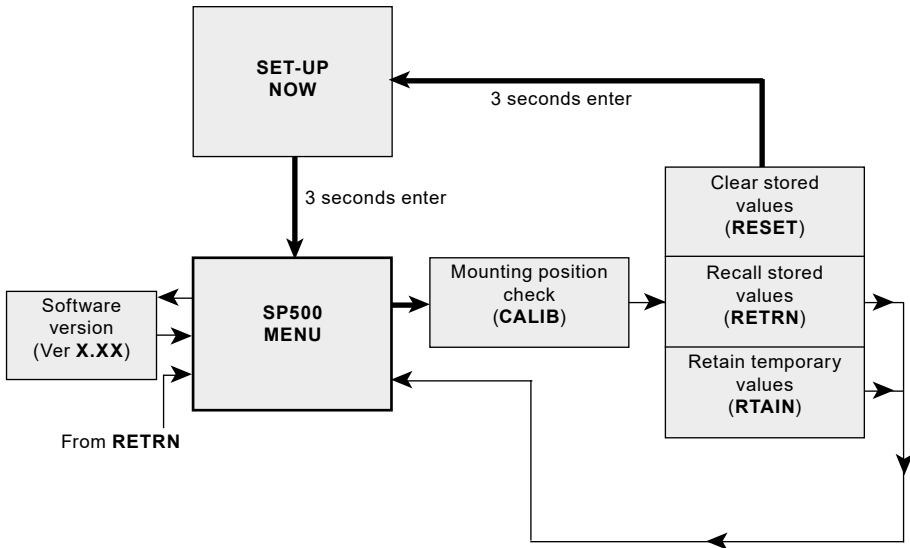 SET-UP
NOW
3 seconds enter
3 seconds enter
Clear stored
values
(RESET)
Software
version
(Ver X.XX)
SP500
MENU
Mounting position
check
(CALIB)
Recall stored
values
(RETRN)
Retain temporary
values
(RTAIN)
From RETRN